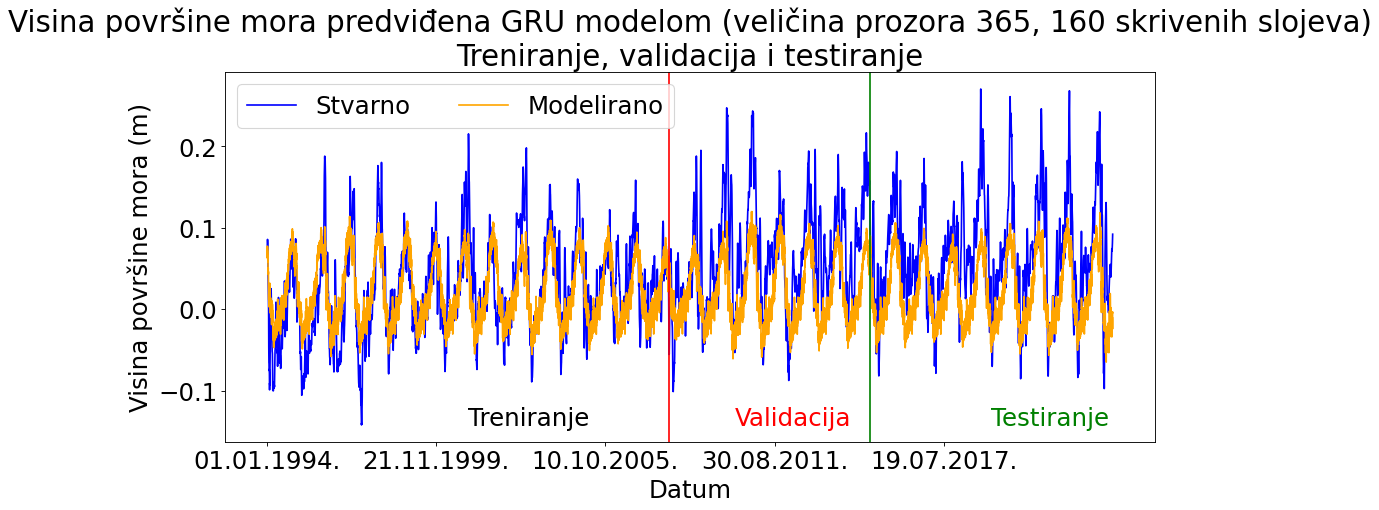 Visina površine mora predviđena GRU modelom (veličina prozora 365, 160 skrivenih slojeva)
Treniranje, validacija i testiranje
Stvarno
Modelirano
Visina površine mora (m)
0.2
0.1
0.0
−0.1
Treniranje
Validacija
Testiranje
01.01.1994.
21.11.1999.
10.10.2005.
30.08.2011.
19.07.2017.
Datum